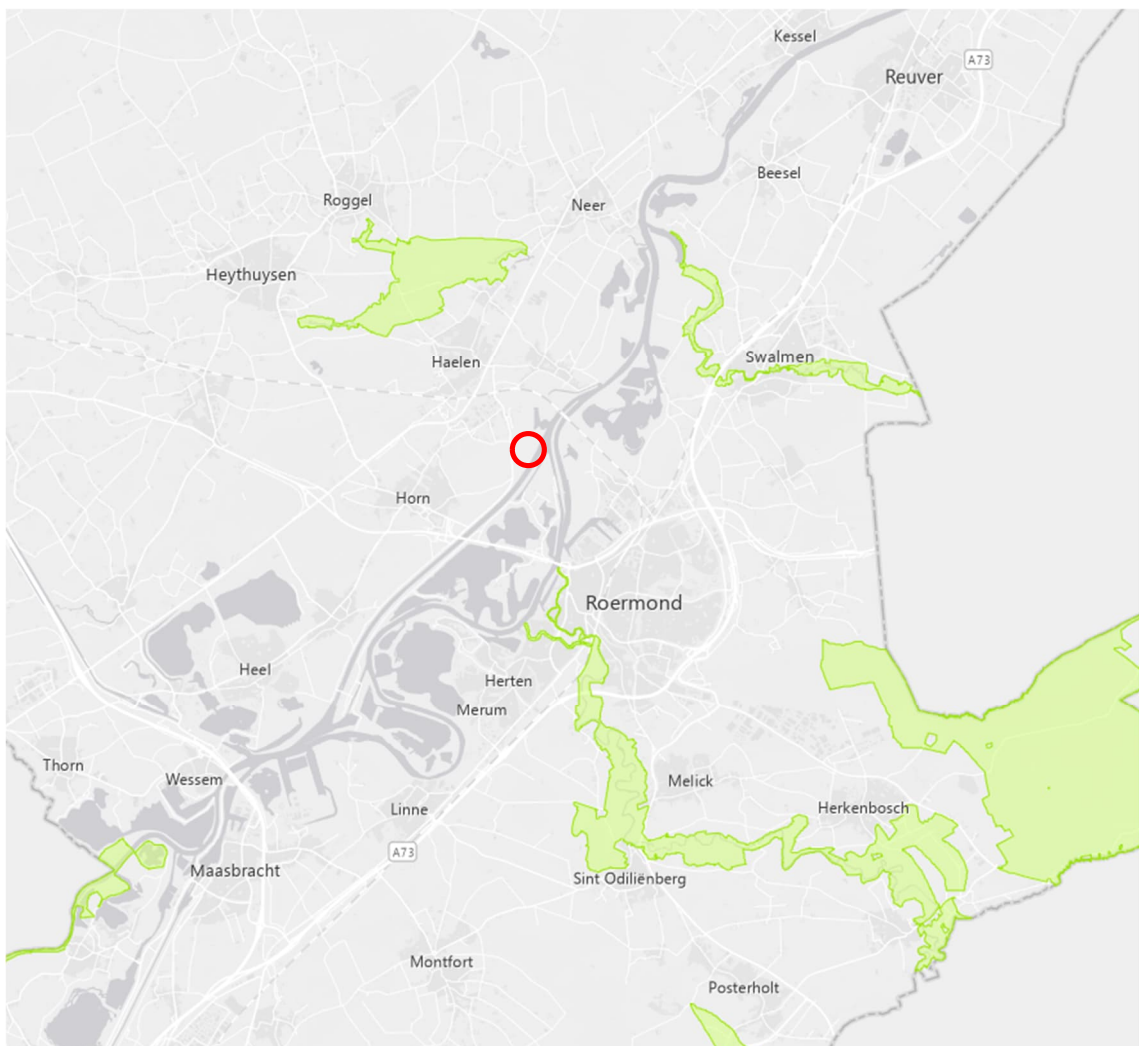 Kessel
A73
Reuver
Beesel
Roggel
Neer
Heythuysen
Swalmen
Haelen
Horn
Roermond
Heel
Herten
Merum
Thorn
Wessem
Melick
Linne
Herkenbosch
A73
Maasbracht
Sint Odiliënberg
Montfort
Posterholt